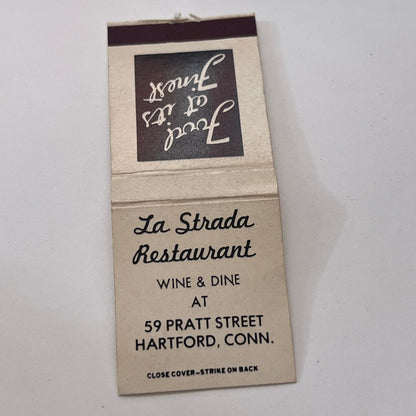 Food
at it's
Finest
La Strada
Restaurant
WINE & DINE
AT
59 PRATT STREET
HARTFORD, CONN.
CLOSE COVER–STRIKE ON BACK